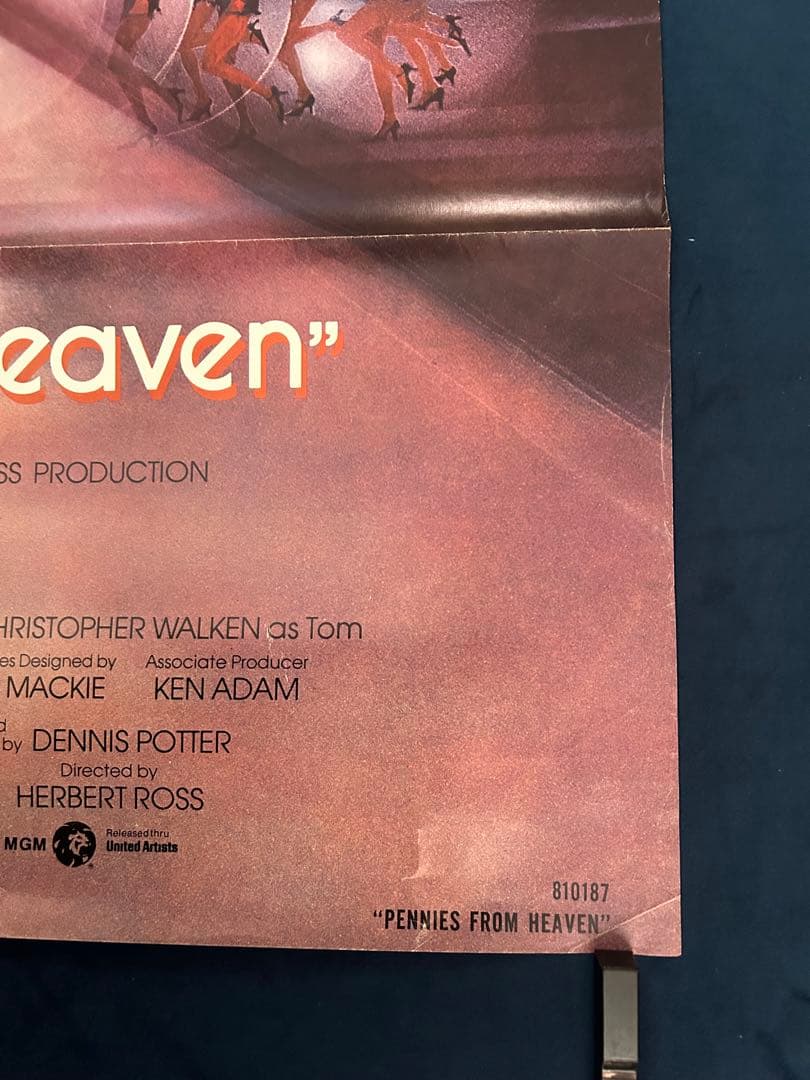 eaven”
SS PRODUCTION
HRISTOPHER WALKEN as Tom
es Designed by Associate Producer
MACKIE KEN ADAM
d
by DENNIS POTTER
Directed by
HERBERT ROSS
MGM Released thru
United Artists
810187
“PENNIES FROM HEAVEN”